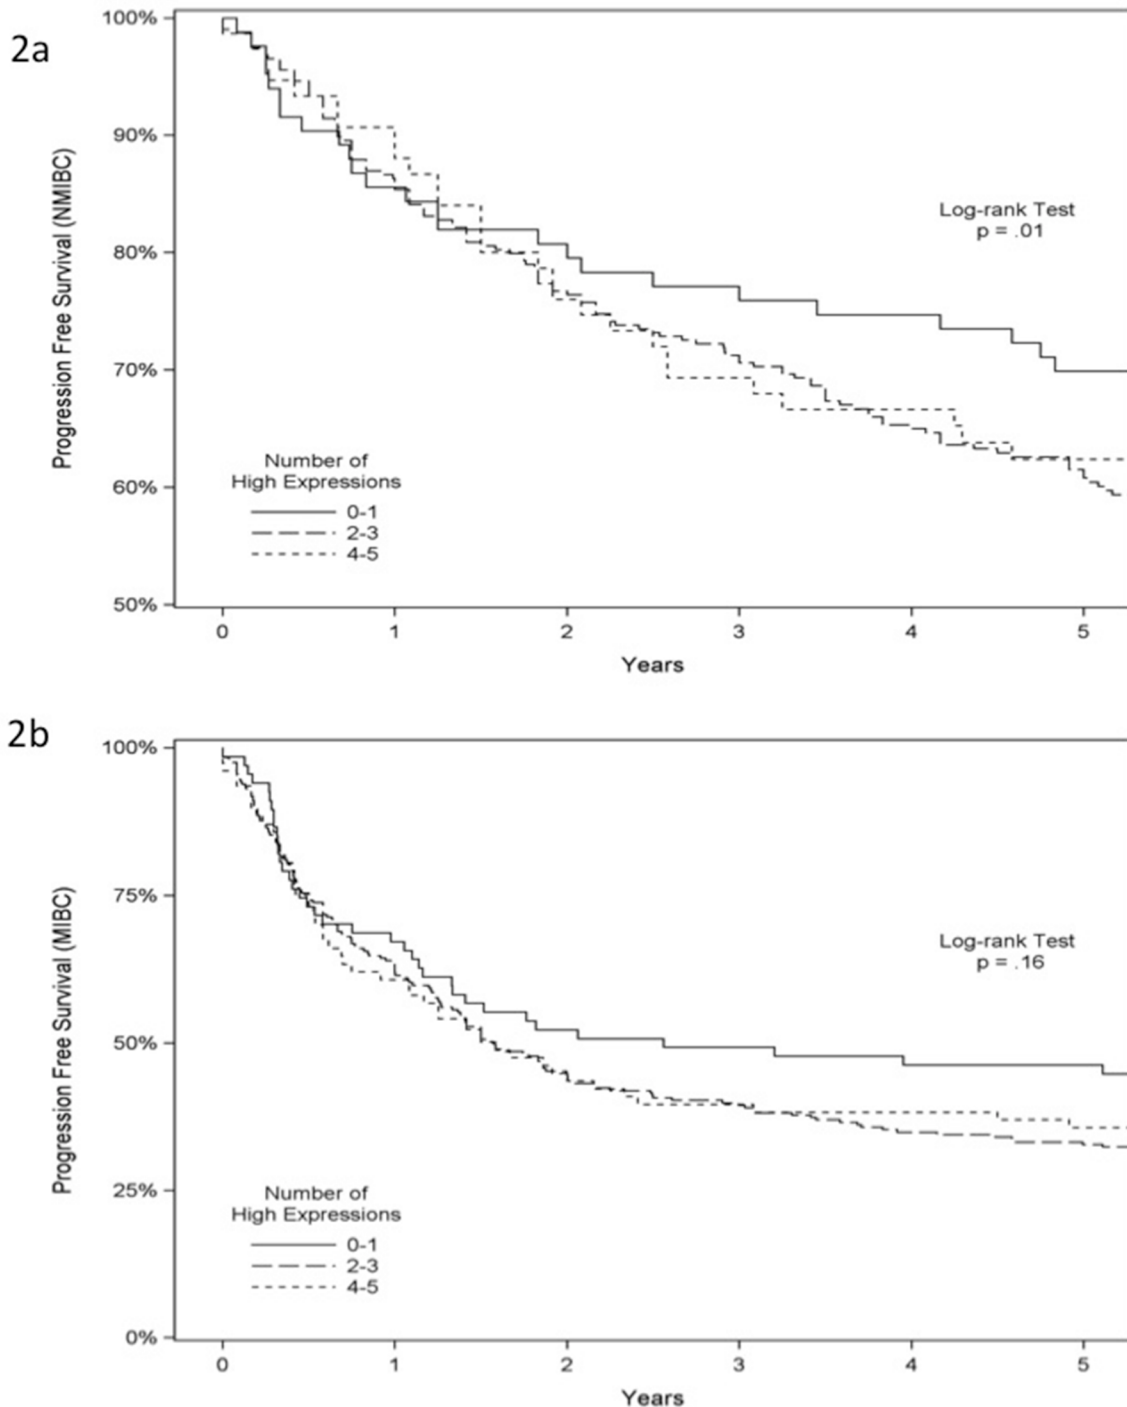 2a
100%
90%
80%
70%
60%
50%
Progression Free Survival (NMIBC)
Log-rank Test
p = .01
Number of
High Expressions
0-1
2-3
4-5
0 1 2 3 4 5
Years
2b
100%
75%
50%
25%
0%
Progression Free Survival (MIBC)
Log-rank Test
p = .16
Number of
High Expressions
0-1
2-3
4-5
0 1 2 3 4 5
Years